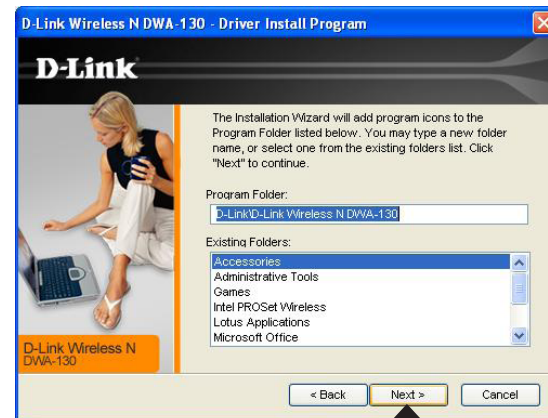 D-Link Wireless N DWA-130 - Driver Install Program
D-Link
The Installation Wizard will add program icons to the
Program Folder listed below. You may type a new folder
name, or select one from the existing folders list. Click
"Next" to continue.
Program Folder:
D-Link\D-Link Wireless N DWA-130
Existing Folders:
Accessories
Administrative Tools
Games
Intel PROSet Wireless
Lotus Applications
Microsoft Office
D-Link Wireless N
DWA-130
< Back
Next >
Cancel